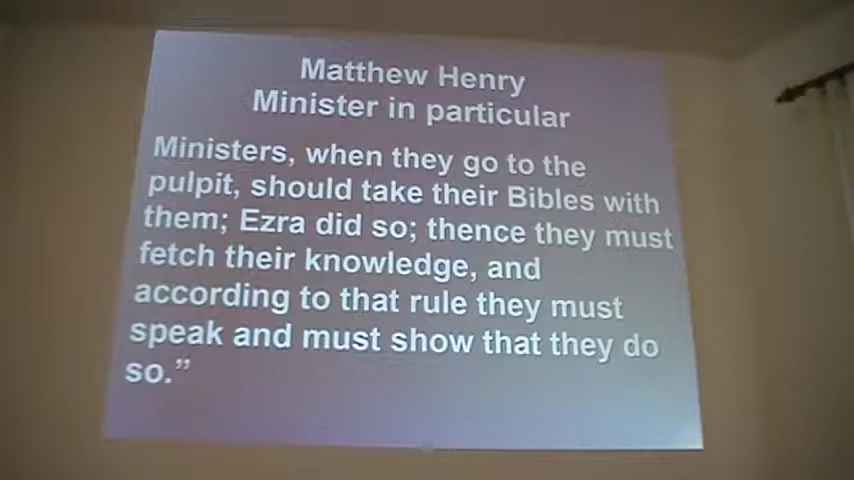 Matthew Henry
Minister in particular
Ministers, when they go to the
pulpit, should take their Bibles with
them; Ezra did so; thence they must
fetch their knowledge, and
according to that rule they must
speak and must show that they do
so.”